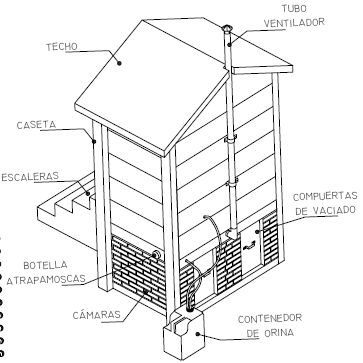 TUBO
VENTILADOR
TECHO
CASETA
ESCALERAS
COMPUERTAS
DE VACIADO
BOTELLA
ATRAPAMOSCAS
CÁMARAS
CONTENEDOR
DE ORINA